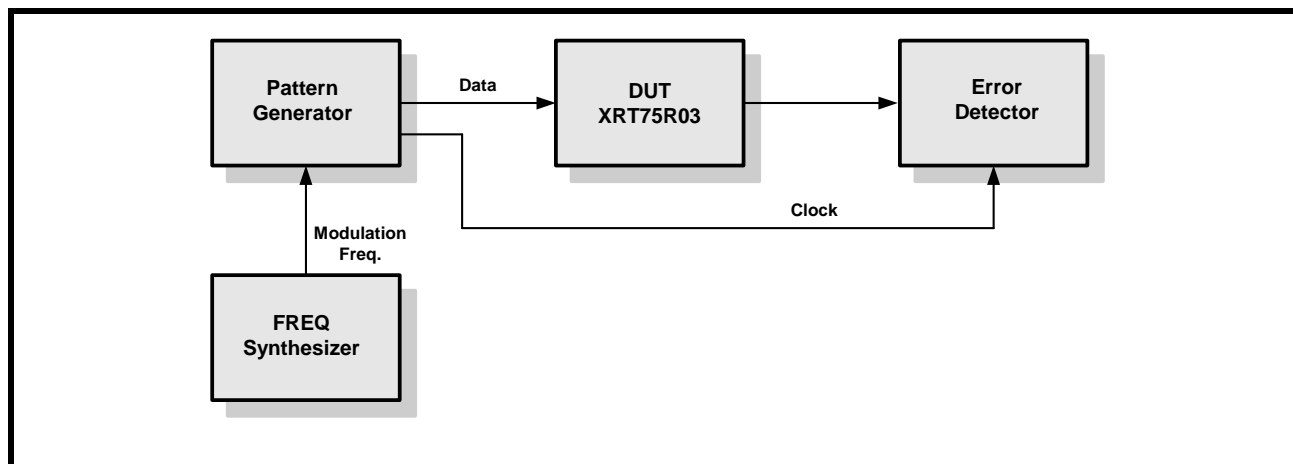 Pattern
Generator
Data
DUT
XRT75R03
Error
Detector
Clock
Modulation
Freq.
FREQ
Synthesizer